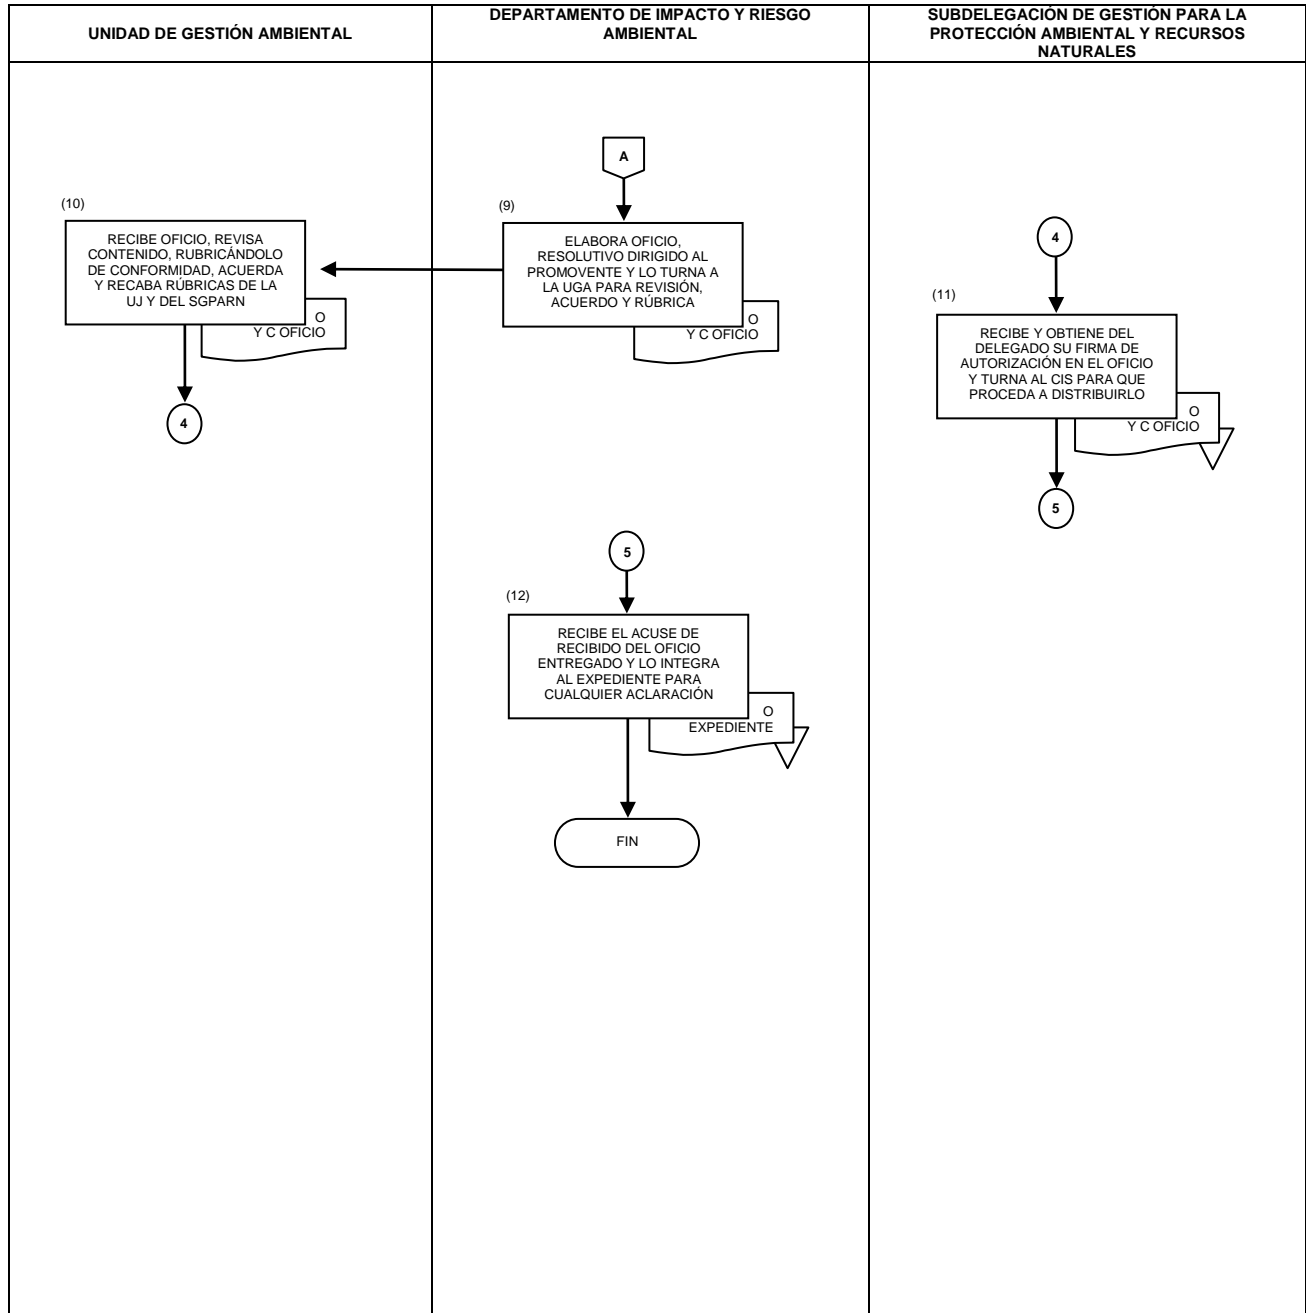 UNIDAD DE GESTIÓN AMBIENTAL
DEPARTAMENTO DE IMPACTO Y RIESGO
AMBIENTAL
SUBDELEGACIÓN DE GESTIÓN PARA LA
PROTECCIÓN AMBIENTAL Y RECURSOS
NATURALES
A
(9)
ELABORA OFICIO,
RESOLUTIVO DIRIGIDO AL
PROMOVENTE Y LO TURNA A
LA UGA PARA REVISIÓN,
ACUERDO Y RÚBRICA
O
Y C OFICIO
(10)
RECIBE OFICIO, REVISA
CONTENIDO, RUBRICÁNDOLO
DE CONFORMIDAD, ACUERDA
Y RECABA RÚBRICAS DE LA
UJ Y DEL SGPARN
O
Y C OFICIO
4
4
(11)
RECIBE Y OBTIENE DEL
DELEGADO SU FIRMA DE
AUTORIZACIÓN EN EL OFICIO
Y TURNA AL CIS PARA QUE
PROCEDA A DISTRIBUIRLO
O
Y C OFICIO
5
5
(12)
RECIBE EL ACUSE DE
RECIBIDO DEL OFICIO
ENTREGADO Y LO INTEGRA
AL EXPEDIENTE PARA
CUALQUIER ACLARACIÓN
O
EXPEDIENTE
FIN